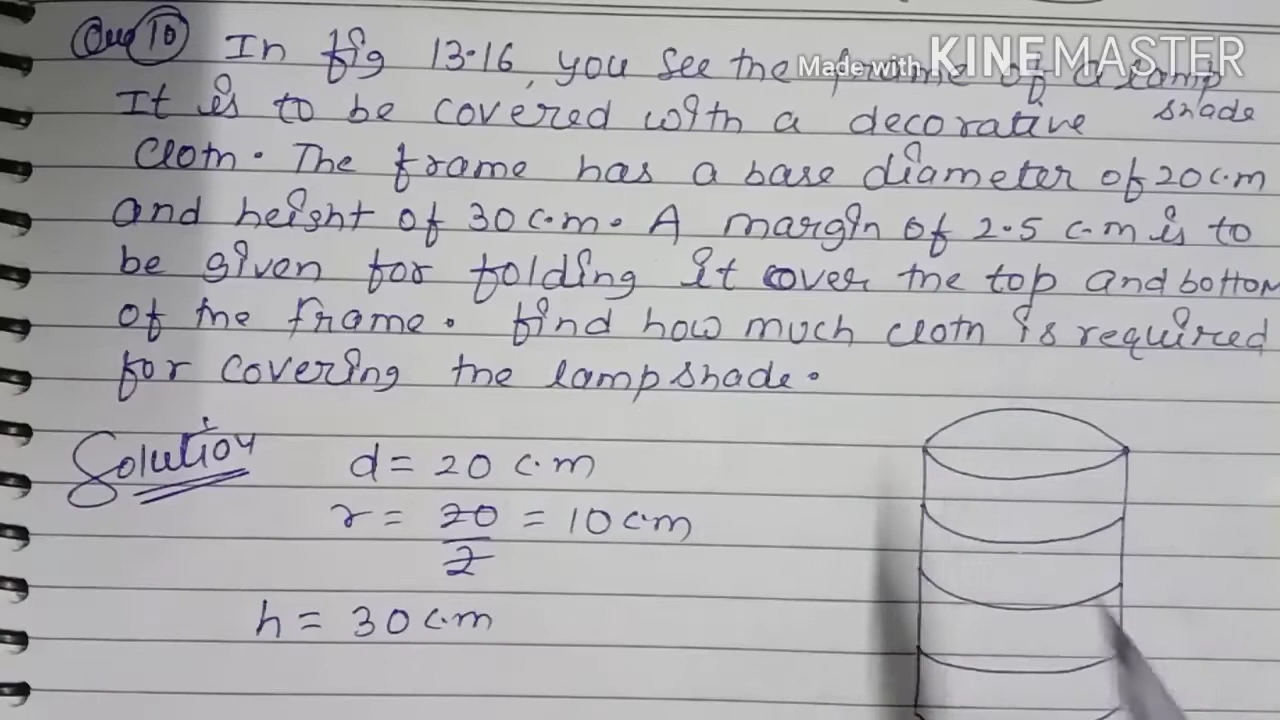 Que 10 In fig 13.16, you see the frame of a lamp
shade
It is to be covered with a decorative
cloth. The frame has a base diameter of 20 c.m
and height of 30 c.m. A margin of 2.5 c.m is to
be given for folding it over the top and bottom
of the frame. find how much cloth is required
for covering the lamp shade.
Solution
d = 20 c.m
r = 20/2 = 10 c.m
h = 30 c.m
Made with KINEMASTER